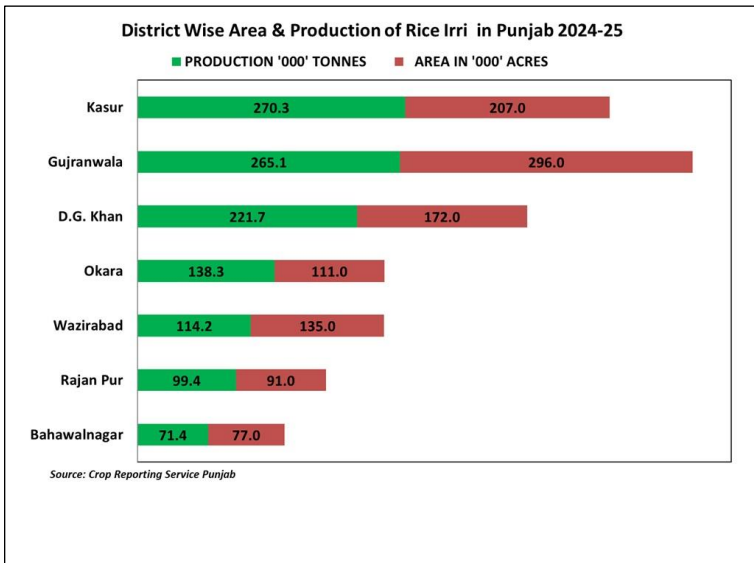 District Wise Area & Production of Rice Irri in Punjab 2024-25
PRODUCTION '000' TONNES AREA IN '000' ACRES
Kasur 270.3 207.0
Gujranwala 265.1 296.0
D.G. Khan 221.7 172.0
Okara 138.3 111.0
Wazirabad 114.2 135.0
Rajan Pur 99.4 91.0
Bahawalnagar 71.4 77.0
Source: Crop Reporting Service Punjab